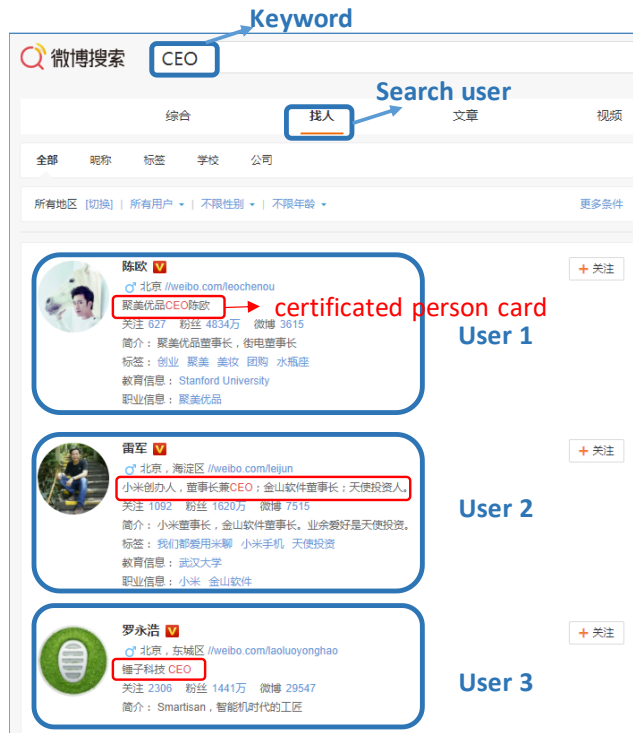 Keyword
微博搜索 CEO
Search user
综合 找人 文章 视频
全部 昵称 标签 学校 公司
所有地区 [切换] | 所有用户 | 不限性别 | 不限年龄 更多条件
陈欧 V
+ 关注
♂ 北京 //weibo.com/leochenou
聚美优品CEO陈欧
certificated person card
关注 627 粉丝 4834万 微博 3615
User 1
简介： 聚美优品董事长，街电董事长
标签： 创业 聚美 美妆 团购 水瓶座
教育信息： Stanford University
职业信息： 聚美优品
雷军 V
+ 关注
♂ 北京，海淀区 //weibo.com/leijun
小米创办人，董事长兼CEO；金山软件董事长；天使投资人。
关注 1092 粉丝 1620万 微博 7515
User 2
简介： 小米董事长，金山软件董事长。业余爱好是天使投资。
标签： 我们都爱用米聊 小米手机 天使投资
教育信息： 武汉大学
职业信息： 小米 金山软件
罗永浩 V
+ 关注
♂ 北京，东城区 //weibo.com/laoluoyonghao
锤子科技 CEO
关注 2306 粉丝 1441万 微博 29547
User 3
简介： Smartisan，智能机时代的工匠